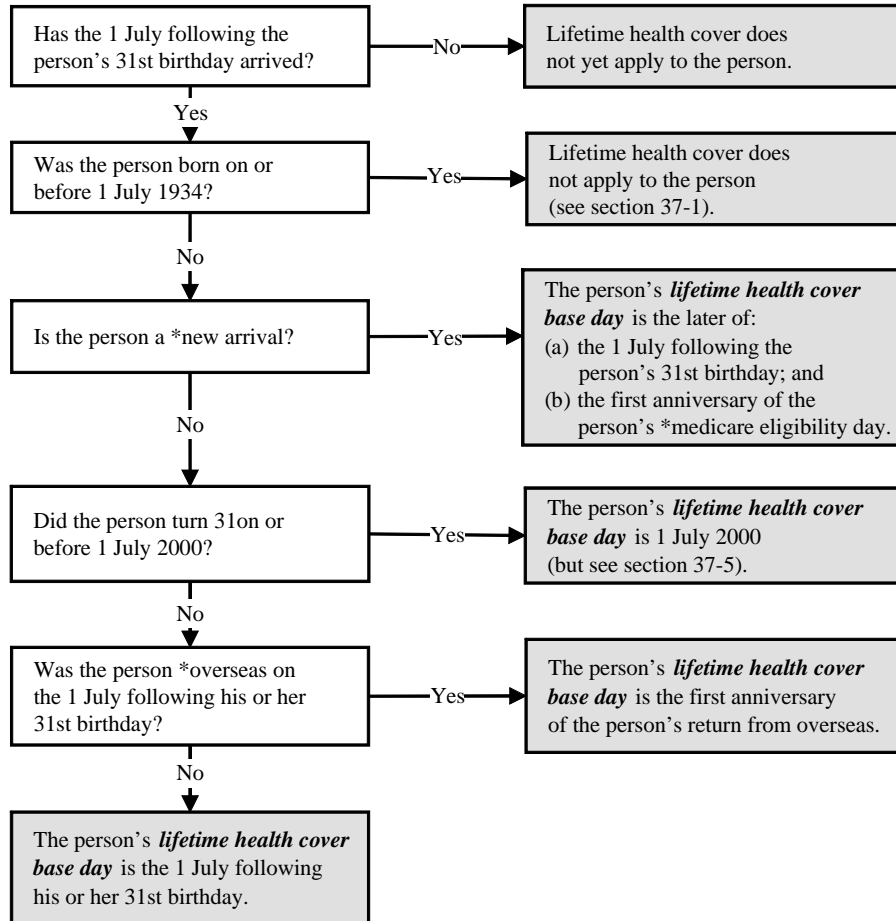 Has the 1 July following the
person's 31st birthday arrived?
No
Lifetime health cover does
not yet apply to the person.
Yes
Was the person born on or
before 1 July 1934?
Yes
Lifetime health cover does
not apply to the person
(see section 37-1).
No
Is the person a *new arrival?
Yes
The person's lifetime health cover
base day is the later of:
(a) the 1 July following the
person's 31st birthday; and
(b) the first anniversary of the
person's *medicare eligibility day.
No
Did the person turn 31on or
before 1 July 2000?
Yes
The person's lifetime health cover
base day is 1 July 2000
(but see section 37-5).
No
Was the person *overseas on
the 1 July following his or her
31st birthday?
Yes
The person's lifetime health cover
base day is the first anniversary
of the person's return from overseas.
No
The person's lifetime health cover
base day is the 1 July following
his or her 31st birthday.